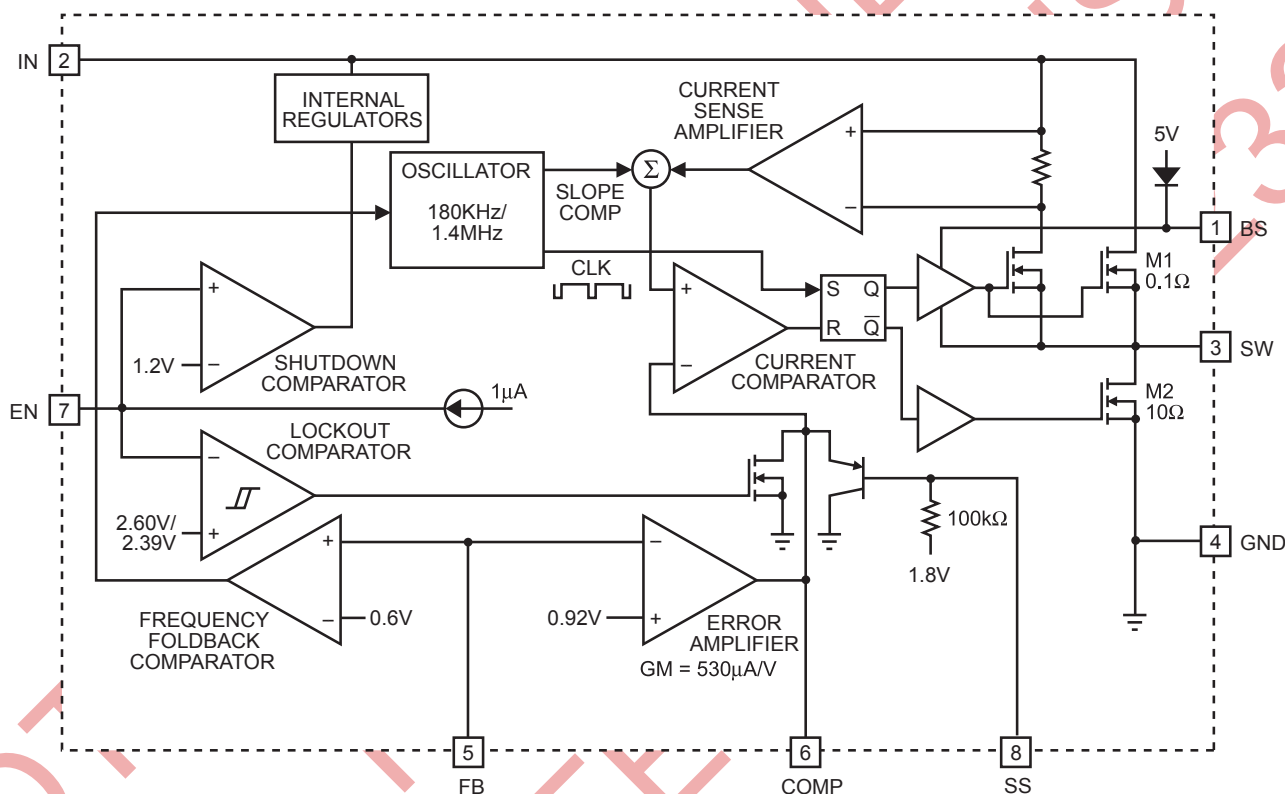 IN
2
INTERNAL
REGULATORS
CURRENT
SENSE
AMPLIFIER
+
–
5V
OSCILLATOR
180KHz/
1.4MHz
SLOPE
COMP
Σ
1
BS
M1
0.1Ω
CLK
+
–
1.2V
SHUTDOWN
COMPARATOR
+
–
CURRENT
COMPARATOR
S Q
R Q̅
3
SW
M2
10Ω
EN
7
1µA
LOCKOUT
COMPARATOR
–
+
2.60V/
2.39V
100kΩ
1.8V
4
GND
+
–
0.6V
FREQUENCY
FOLDBACK
COMPARATOR
–
+
0.92V
ERROR
AMPLIFIER
GM = 530µA/V
5
FB
6
COMP
8
SS